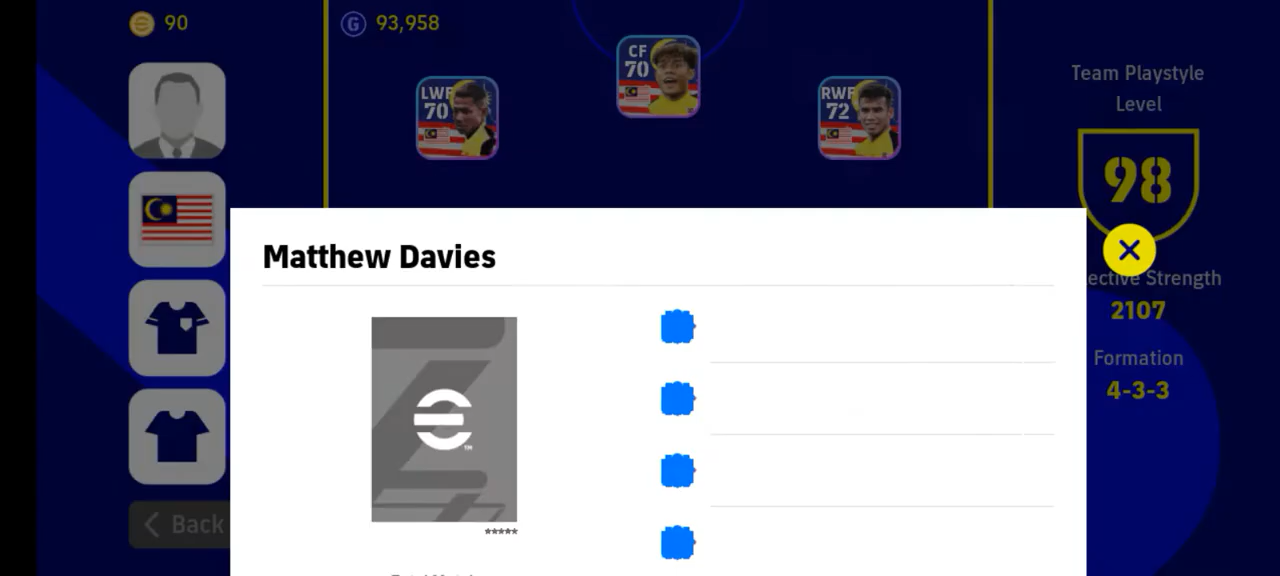 90
G 93,958
CF
70
LWF
70
RWF
72
Team Playstyle
Level
98
ective Strength
2107
Formation
4-3-3
Matthew Davies
TM
*****
Back